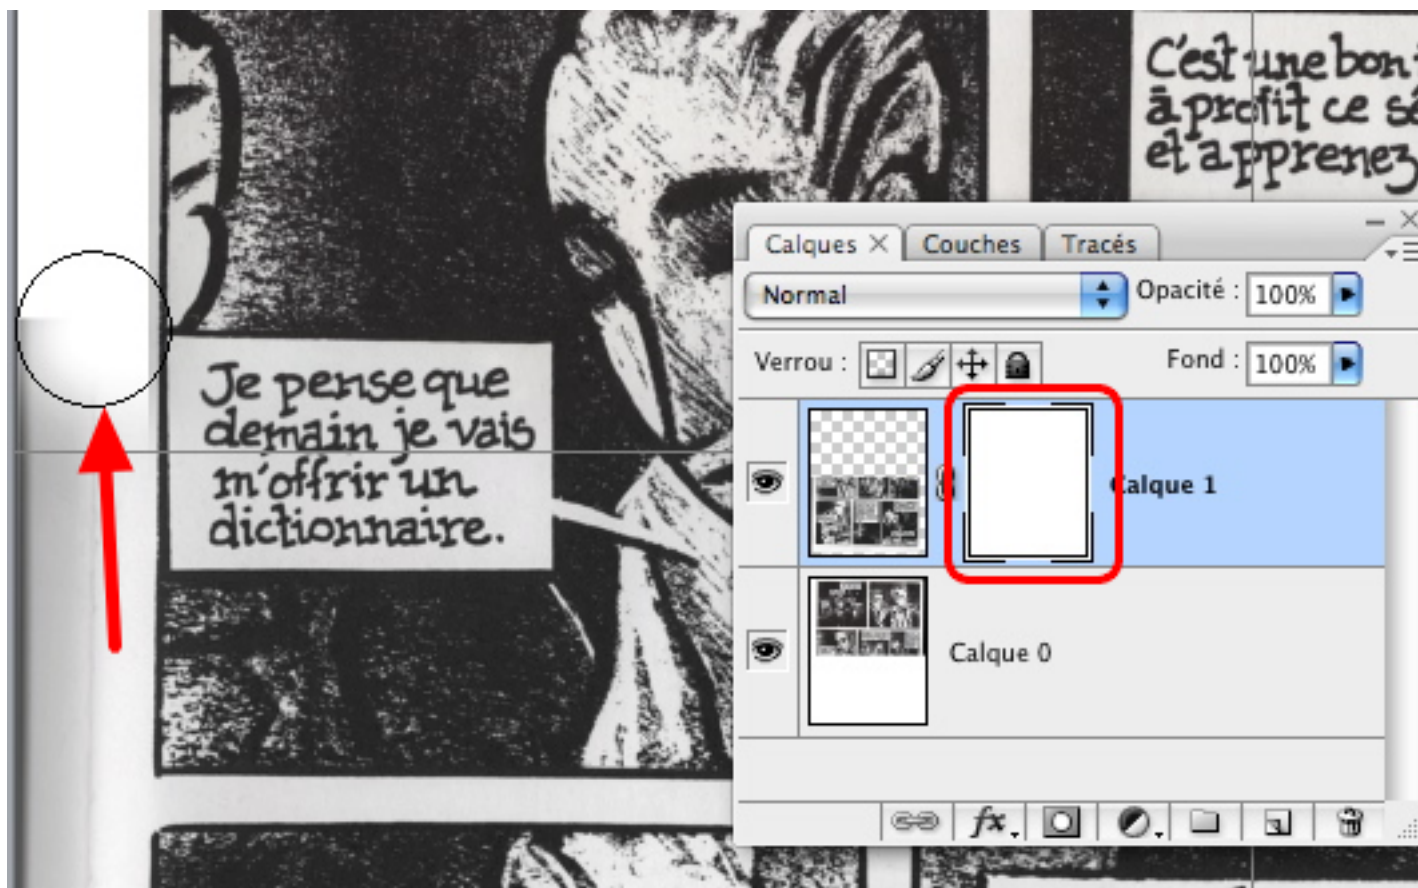 C'est une bon
à profit ce sé
et apprenez
Je pense que
demain je vais
m'offrir un
dictionnaire.
Calques × Couches Tracés
Normal Opacité : 100%
Verrou : Fond : 100%
Calque 1
Calque 0
fx.